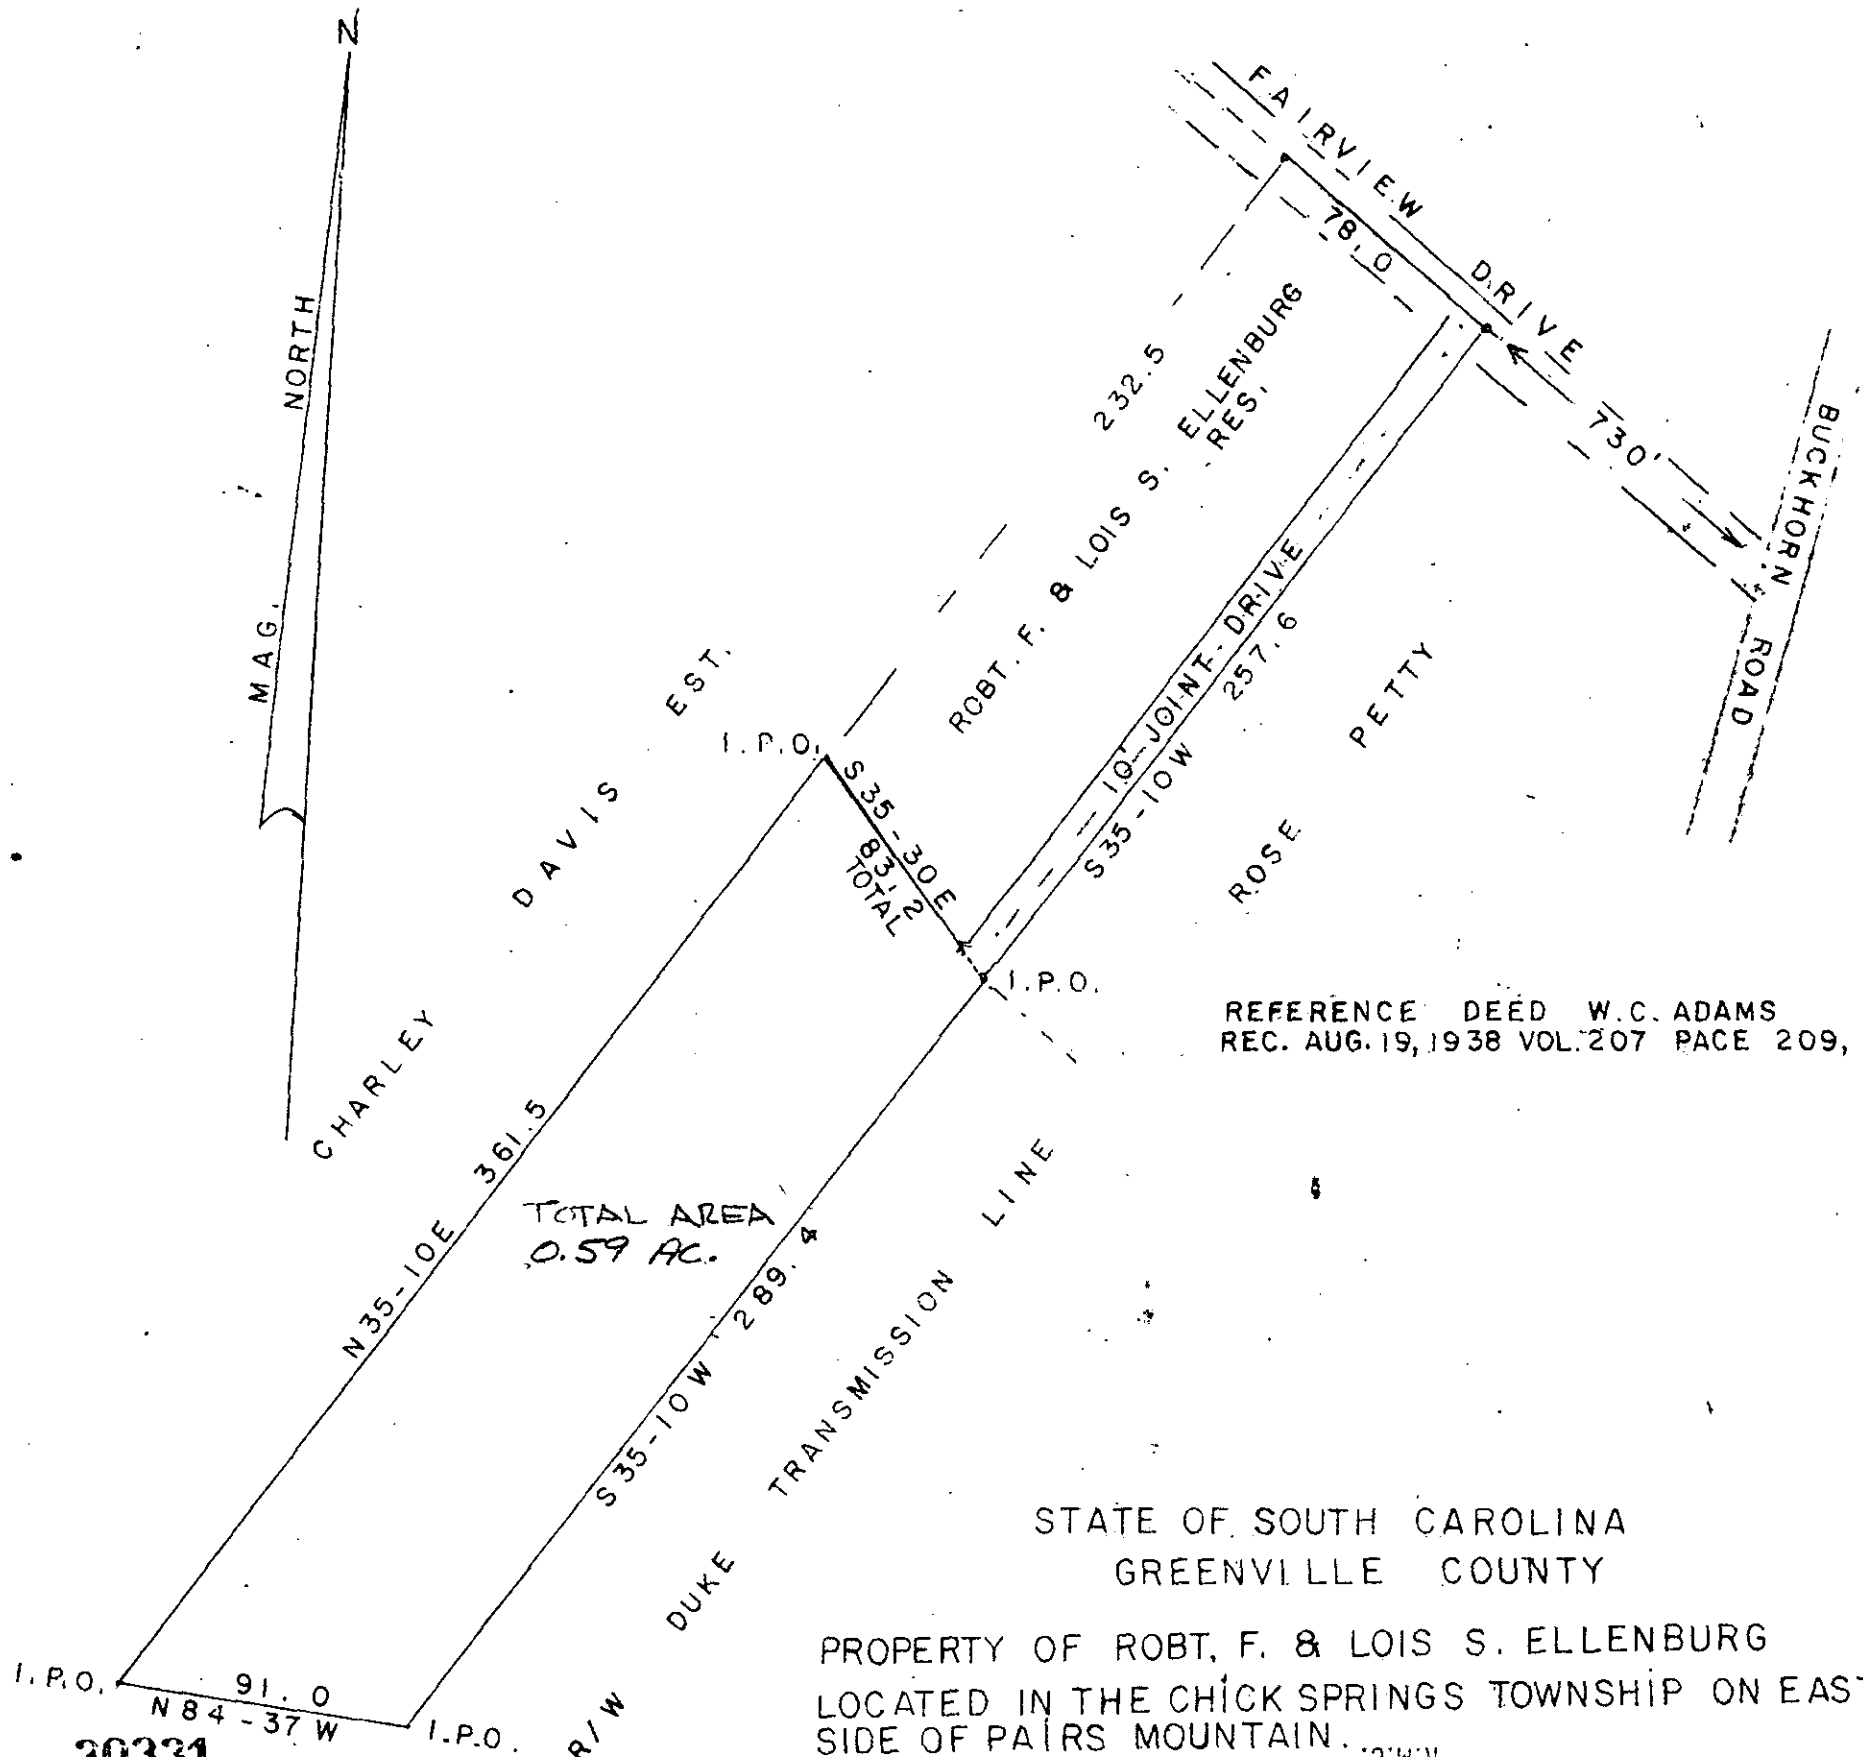 N
MAG. NORTH
FAIRVIEW DRIVE
78.0
730'
BUCKHORN ROAD
232.5
ROBT. F. & LOIS S. ELLENBURG
RES.
10' JOINT DRIVE
S35-10W 257.6
ROSE PETTY
CHARLEY DAVIS EST.
I.P.O.
S35-30E
83.2
TOTAL
I.P.O.
REFERENCE DEED W.C. ADAMS
REC. AUG. 19, 1938 VOL. 207 PACE 209,
N35-10E 361.5
TOTAL AREA
0.59 AC.
S35-10W 289.4
R/W DUKE TRANSMISSION LINE
I.P.O.
91.0
N84-37W
I.P.O.
30331
STATE OF SOUTH CAROLINA
GREENVILLE COUNTY
PROPERTY OF ROBT. F. & LOIS S. ELLENBURG
LOCATED IN THE CHICK SPRINGS TOWNSHIP ON EAST
SIDE OF PAIRS MOUNTAIN.